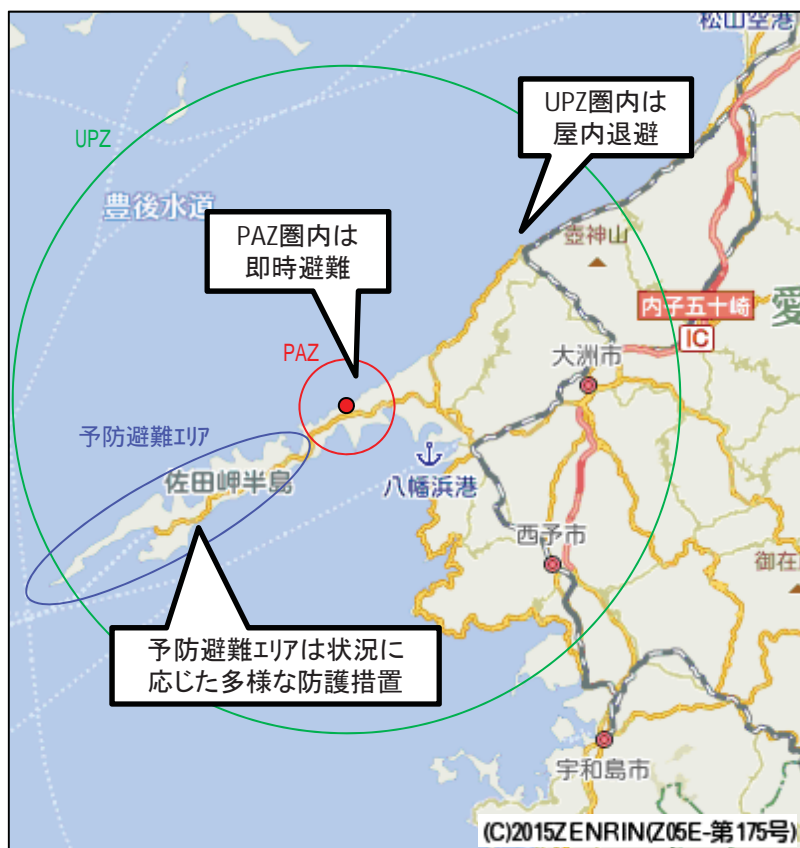 松山空港
UPZ圏内は
屋内退避
UPZ
豊後水道
PAZ圏内は
即時避難
壺神山
内子五十崎
IC
愛
PAZ
大洲市
予防避難エリア
佐田岬半島
八幡浜港
西予市
御在
予防避難エリアは状況に
応じた多様な防護措置
宇和島市
(C)2015ZENRIN(Z05E-第175号)